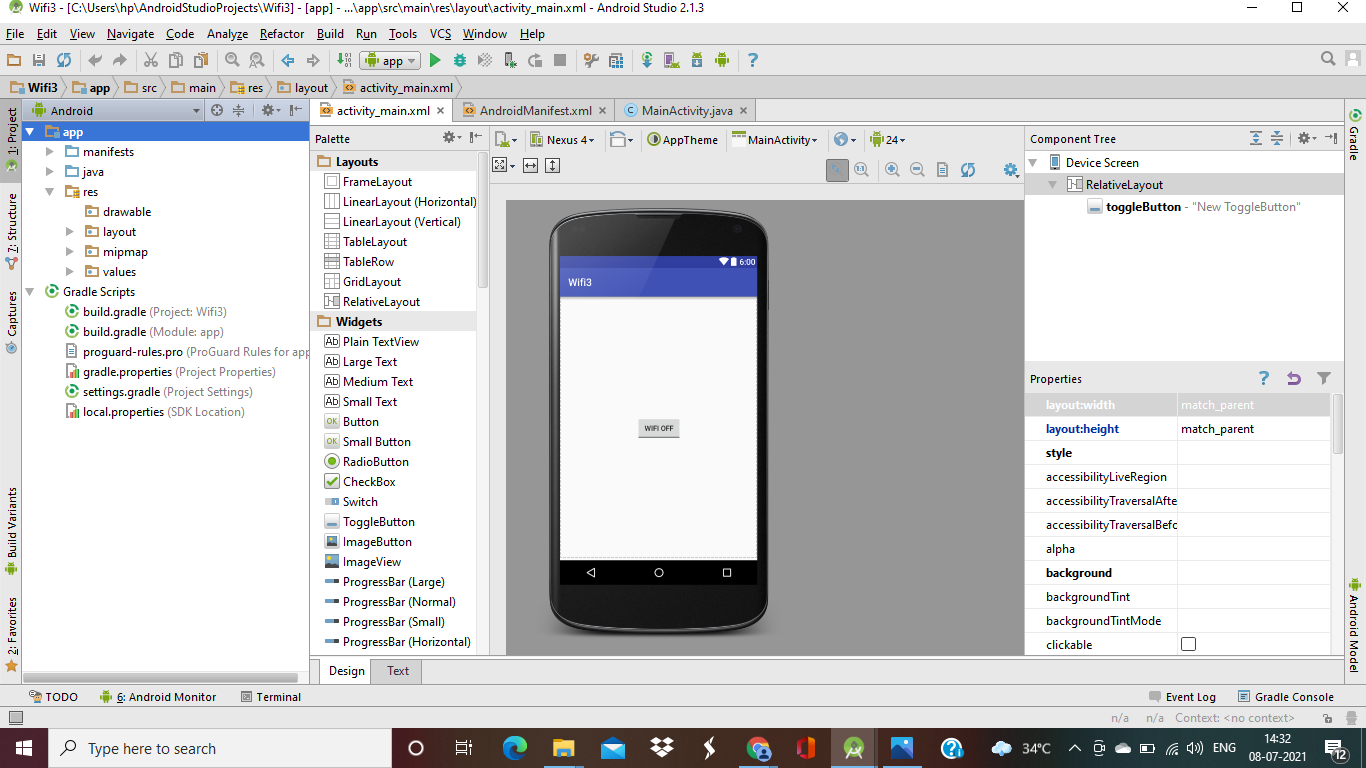 Wifi3 - [C:\Users\hp\AndroidStudioProjects\Wifi3] - [app] - ...\app\src\main\res\layout\activity_main.xml - Android Studio 2.1.3
File Edit View Navigate Code Analyze Refactor Build Run Tools VCS Window Help
app
Wifi3 app src main res layout activity_main.xml
Android
activity_main.xml AndroidManifest.xml MainActivity.java
1: Project
7: Structure
Captures
Build Variants
2: Favorites
app
manifests
java
res
drawable
layout
mipmap
values
Gradle Scripts
build.gradle (Project: Wifi3)
build.gradle (Module: app)
proguard-rules.pro (ProGuard Rules for app
gradle.properties (Project Properties)
settings.gradle (Project Settings)
local.properties (SDK Location)
Palette
Layouts
FrameLayout
LinearLayout (Horizontal)
LinearLayout (Vertical)
TableLayout
TableRow
GridLayout
RelativeLayout
Widgets
Ab Plain TextView
Ab Large Text
Ab Medium Text
Ab Small Text
OK Button
OK Small Button
RadioButton
CheckBox
Switch
ToggleButton
ImageButton
ImageView
ProgressBar (Large)
ProgressBar (Normal)
ProgressBar (Small)
ProgressBar (Horizontal)
Nexus 4 AppTheme MainActivity 24
6:00
Wifi3
WIFI OFF
Component Tree
Device Screen
RelativeLayout
toggleButton - "New ToggleButton"
Properties
layout:width match_parent
layout:height match_parent
style
accessibilityLiveRegion
accessibilityTraversalAfte
accessibilityTraversalBefo
alpha
background
backgroundTint
backgroundTintMode
clickable
Gradle
Android Model
Design Text
TODO 6: Android Monitor Terminal Event Log Gradle Console
n/a n/a Context: <no context>
Type here to search
34°C ENG 14:32
08-07-2021
12